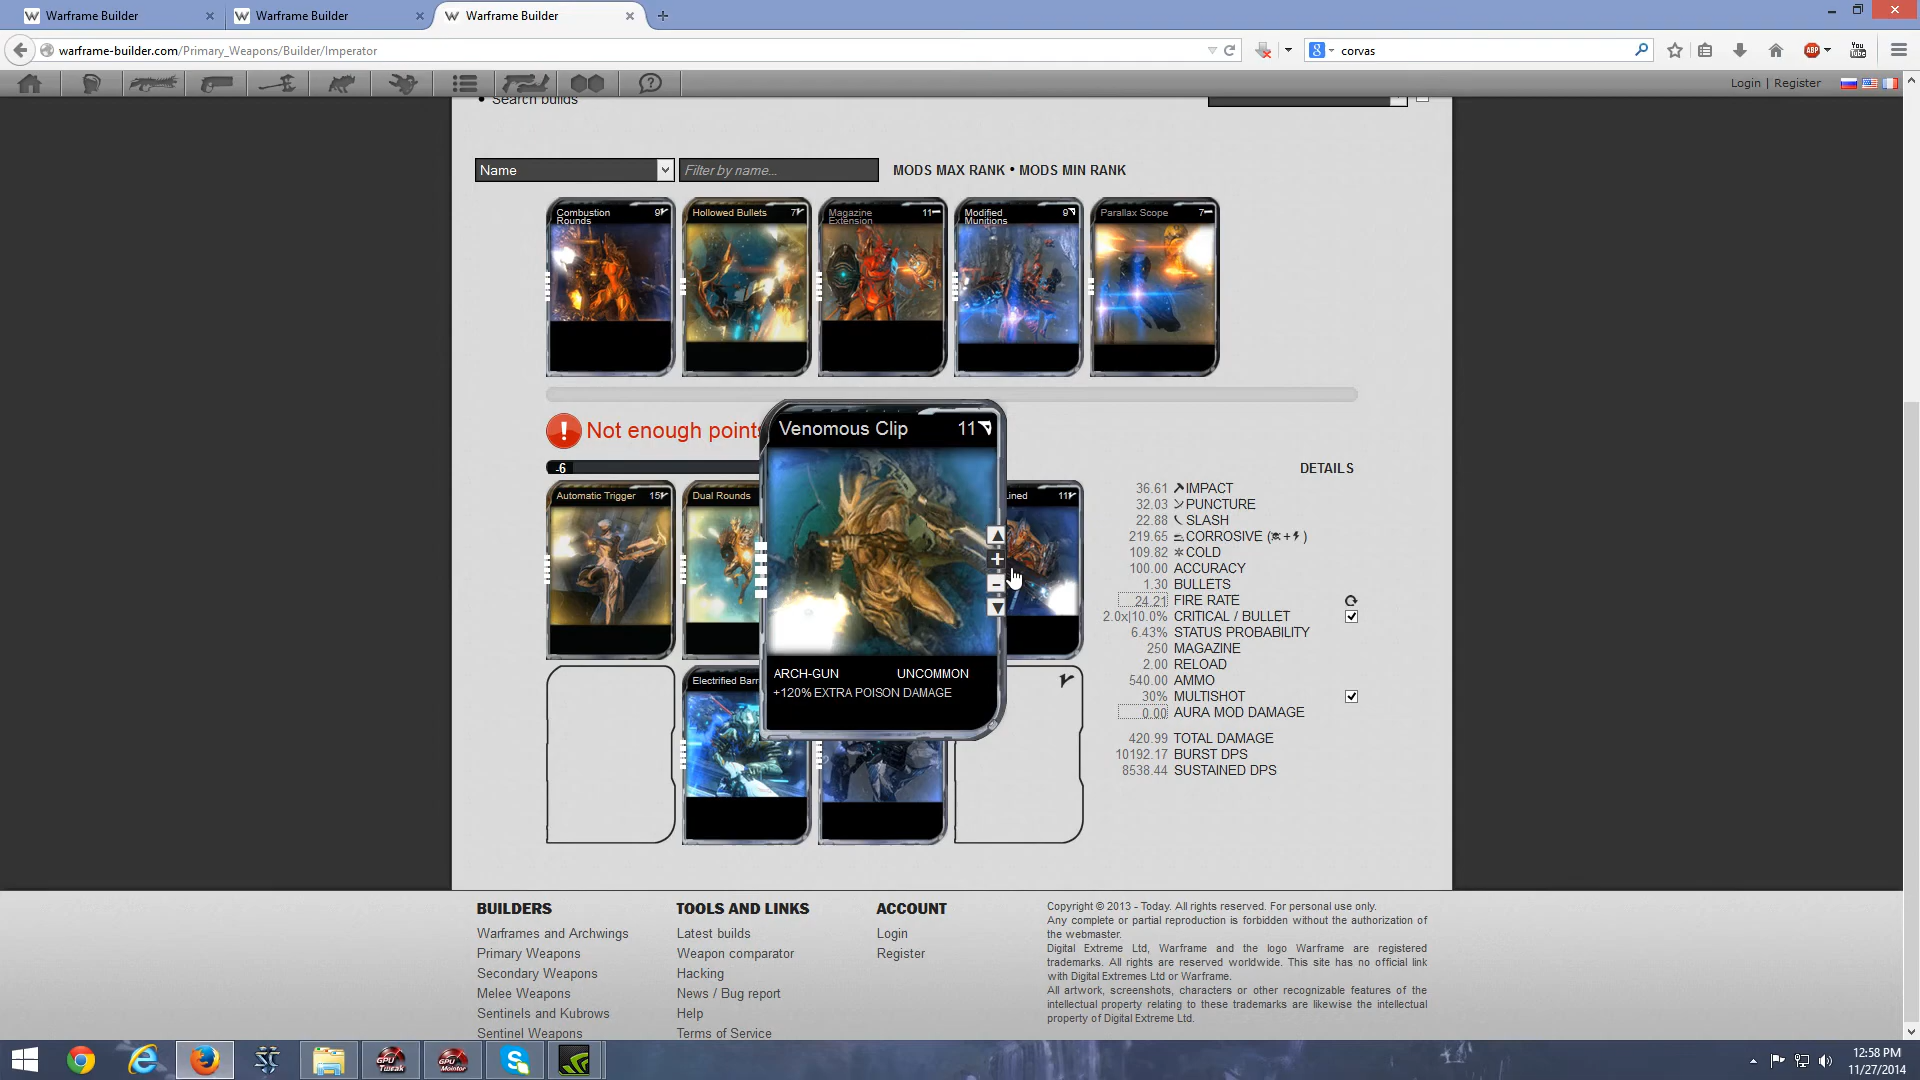 Warframe Builder
Warframe Builder
Warframe Builder
warframe-builder.com/Primary_Weapons/Builder/Imperator
corvas
ABP
You
Login | Register
Search builds
Name
Filter by name...
MODS MAX RANK • MODS MIN RANK
Combustion Rounds 9
Hollowed Bullets 7
Magazine Extension 11
Modified Munitions 9
Parallax Scope 7
Not enough points
-6
Venomous Clip 11
ARCH-GUN UNCOMMON
+120% EXTRA POISON DAMAGE
Automatic Trigger 15
Dual Rounds
ined 11
Electrified Barr
DETAILS
36.61 IMPACT
32.03 PUNCTURE
22.88 SLASH
219.65 CORROSIVE ( + )
109.82 COLD
100.00 ACCURACY
1.30 BULLETS
24.21 FIRE RATE
2.0x|10.0% CRITICAL / BULLET
6.43% STATUS PROBABILITY
250 MAGAZINE
2.00 RELOAD
540.00 AMMO
30% MULTISHOT
0.00 AURA MOD DAMAGE
420.99 TOTAL DAMAGE
10192.17 BURST DPS
8538.44 SUSTAINED DPS
BUILDERS
Warframes and Archwings
Primary Weapons
Secondary Weapons
Melee Weapons
Sentinels and Kubrows
Sentinel Weapons
TOOLS AND LINKS
Latest builds
Weapon comparator
Hacking
News / Bug report
Help
Terms of Service
ACCOUNT
Login
Register
Copyright © 2013 - Today. All rights reserved. For personal use only.
Any complete or partial reproduction is forbidden without the authorization of
the webmaster.
Digital Extreme Ltd, Warframe and the logo Warframe are registered
trademarks. All rights are reserved worldwide. This site has no official link
with Digital Extremes Ltd or Warframe.
All artwork, screenshots, characters or other recognizable features of the
intellectual property relating to these trademarks are likewise the intellectual
property of Digital Extreme Ltd.
GPU Tweak
GPU Monitor
12:58 PM
11/27/2014